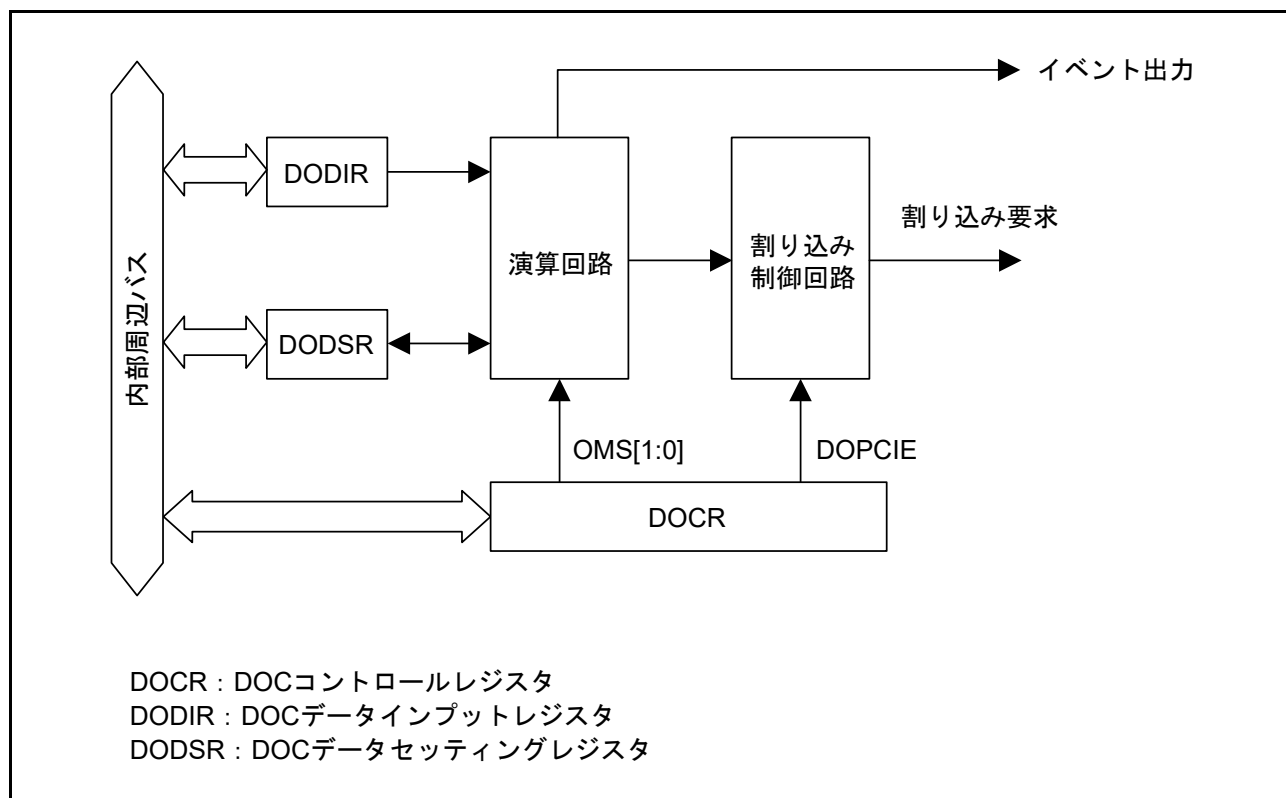 イベント出力
DODIR
割り込み要求
演算回路
割り込み
制御回路
内部周辺バス
DODSR
OMS[1:0]
DOPCIE
DOCR
DOCR：DOCコントロールレジスタ
DODIR：DOCデータインプットレジスタ
DODSR：DOCデータセッティングレジスタ